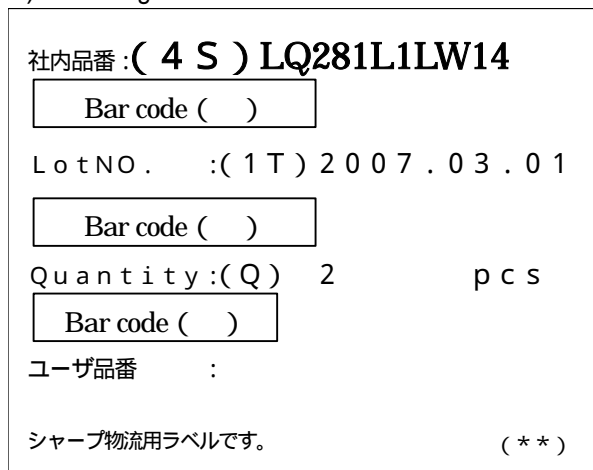 社内品番:(4S)LQ281L1LW14
Bar code (　)
LotNO.　:(1T)2007.03.01
Bar code (　)
Quantity:(Q)　2　pcs
Bar code (　)
ユーザ品番　:
シャープ物流用ラベルです。　(**)